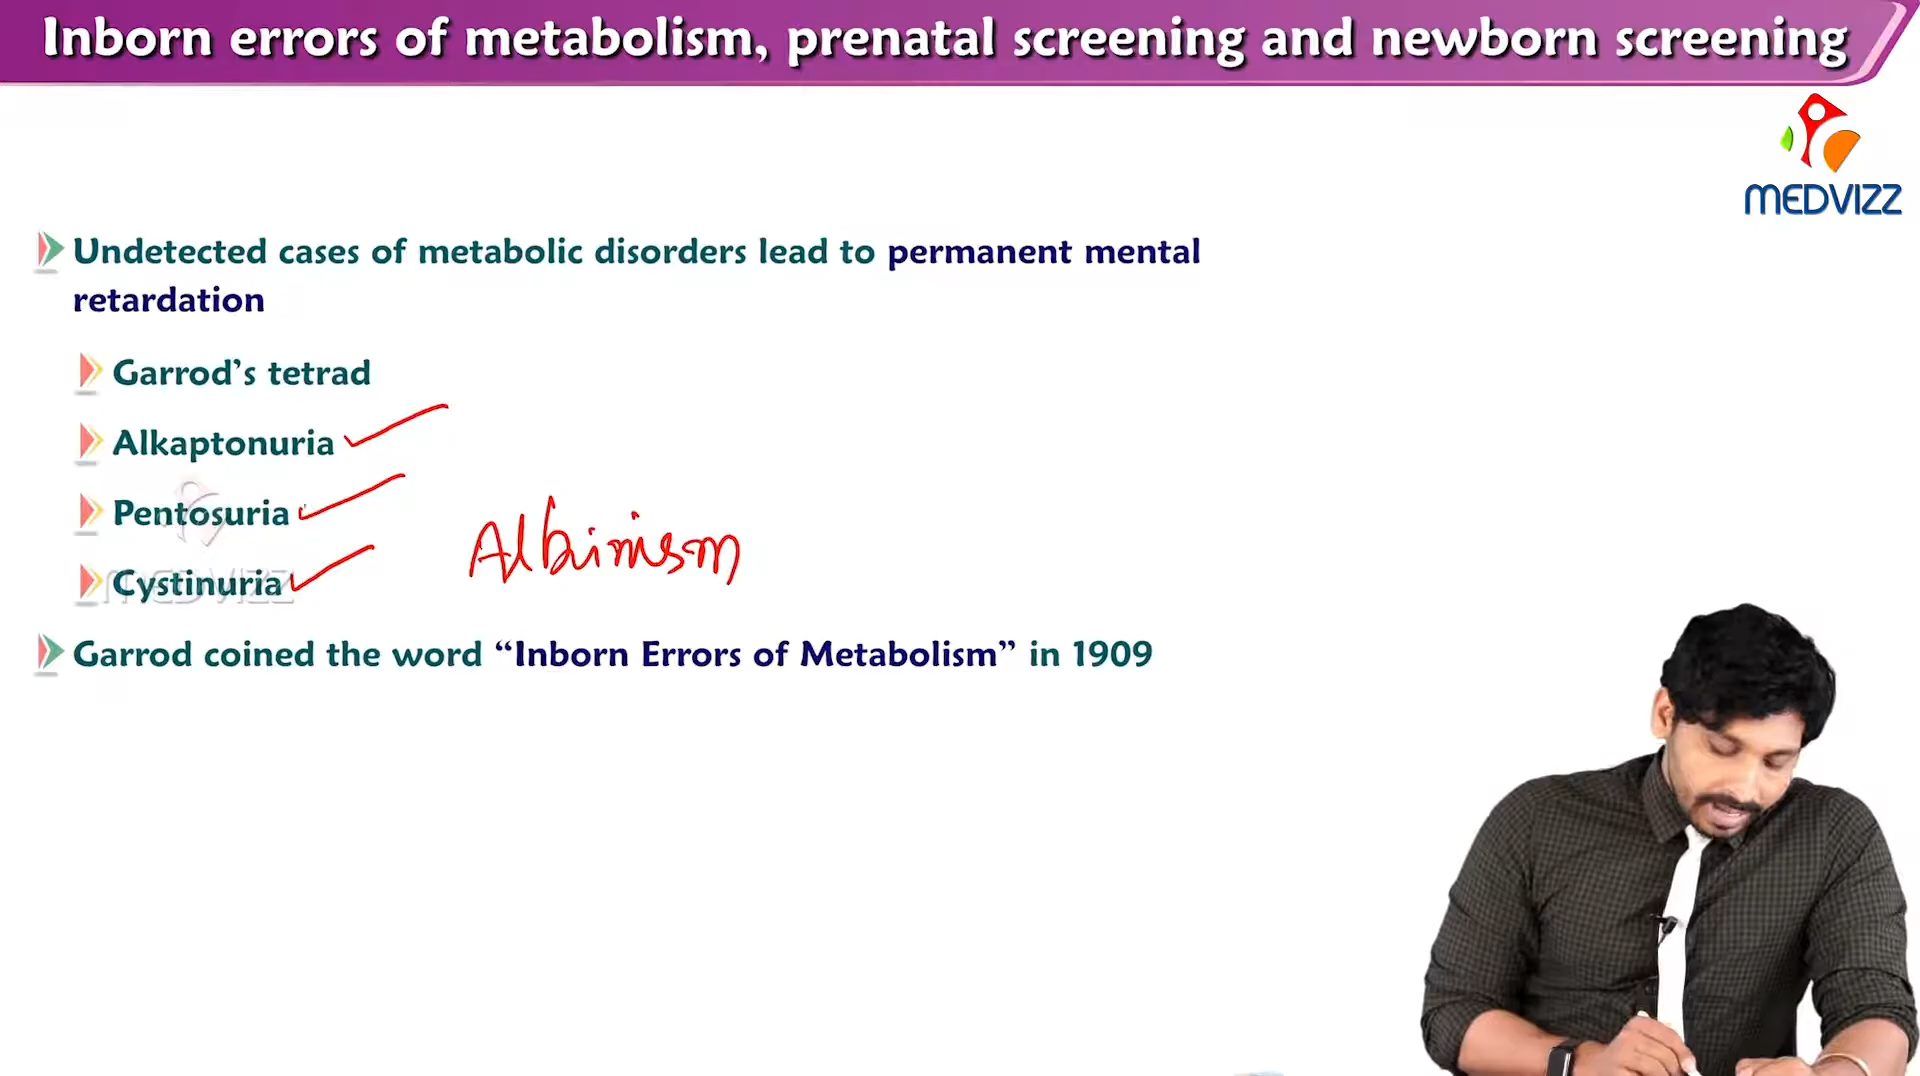 Inborn errors of metabolism, prenatal screening and newborn screening
MEDVIZZ
Undetected cases of metabolic disorders lead to permanent mental
retardation
Garrod's tetrad
Alkaptonuria
Pentosuria
Albinism
Cystinuria
MEDVIZZ
Garrod coined the word “Inborn Errors of Metabolism” in 1909